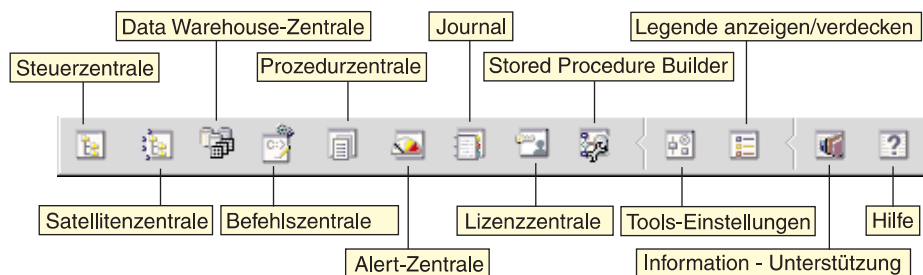 Data Warehouse-Zentrale
Journal
Legende anzeigen/verdecken
Steuerzentrale
Prozedurzentrale
Stored Procedure Builder
Satellitenzentrale
Befehlszentrale
Lizenzzentrale
Tools-Einstellungen
Hilfe
Alert-Zentrale
Information - Unterstützung